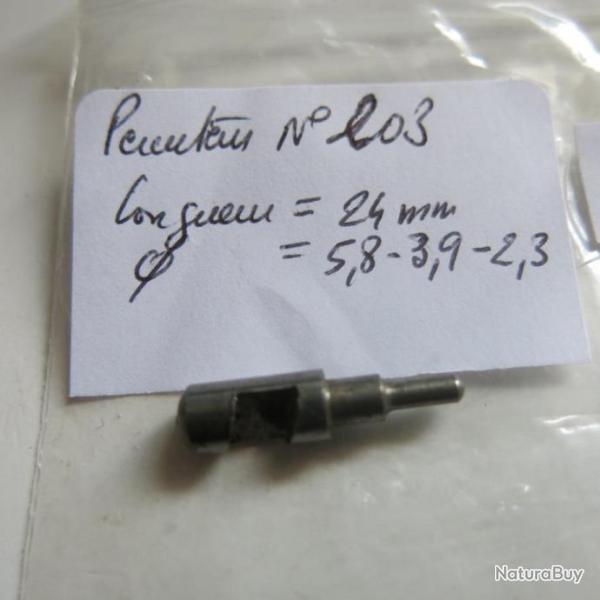 Percuteur N° 203
Longueur = 24 mm
φ = 5,8 - 3,9 - 2,3
NaturaBuy